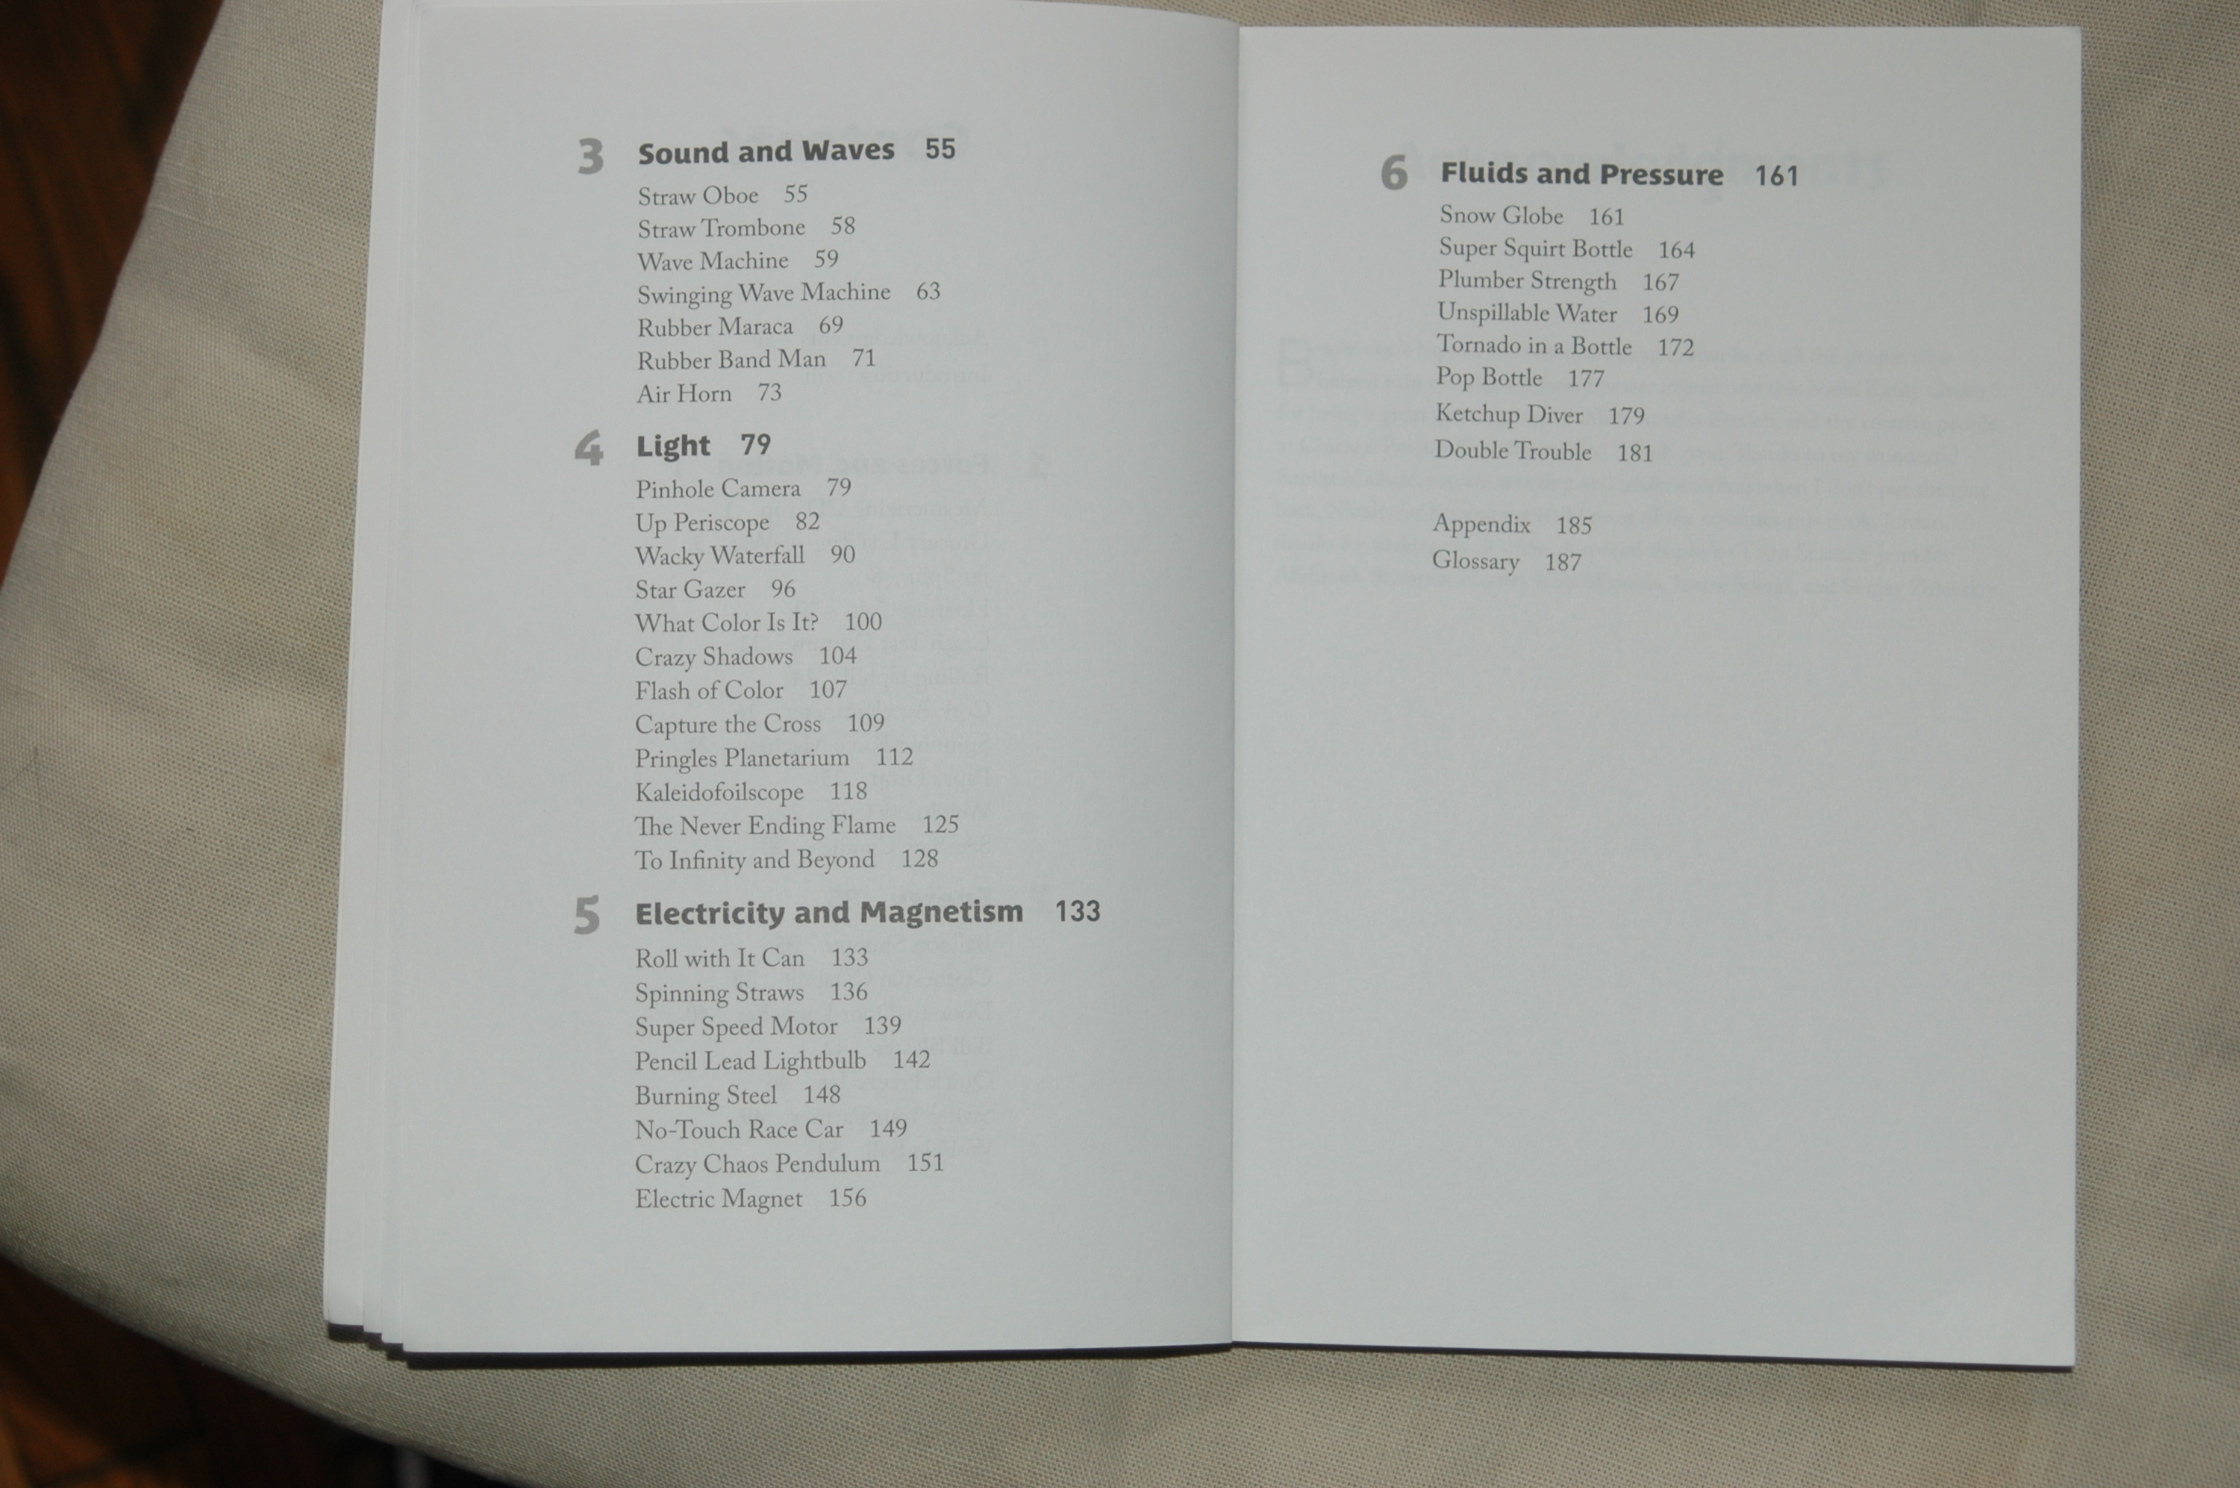 3 Sound and Waves 55
Straw Oboe 55
Straw Trombone 58
Wave Machine 59
Swinging Wave Machine 63
Rubber Maraca 69
Rubber Band Man 71
Air Horn 73
4 Light 79
Pinhole Camera 79
Up Periscope 82
Wacky Waterfall 90
Star Gazer 96
What Color Is It? 100
Crazy Shadows 104
Flash of Color 107
Capture the Cross 109
Pringles Planetarium 112
Kaleidofoilscope 118
The Never Ending Flame 125
To Infinity and Beyond 128
5 Electricity and Magnetism 133
Roll with It Can 133
Spinning Straws 136
Super Speed Motor 139
Pencil Lead Lightbulb 142
Burning Steel 148
No-Touch Race Car 149
Crazy Chaos Pendulum 151
Electric Magnet 156
6 Fluids and Pressure 161
Snow Globe 161
Super Squirt Bottle 164
Plumber Strength 167
Unspillable Water 169
Tornado in a Bottle 172
Pop Bottle 177
Ketchup Diver 179
Double Trouble 181
Appendix 185
Glossary 187